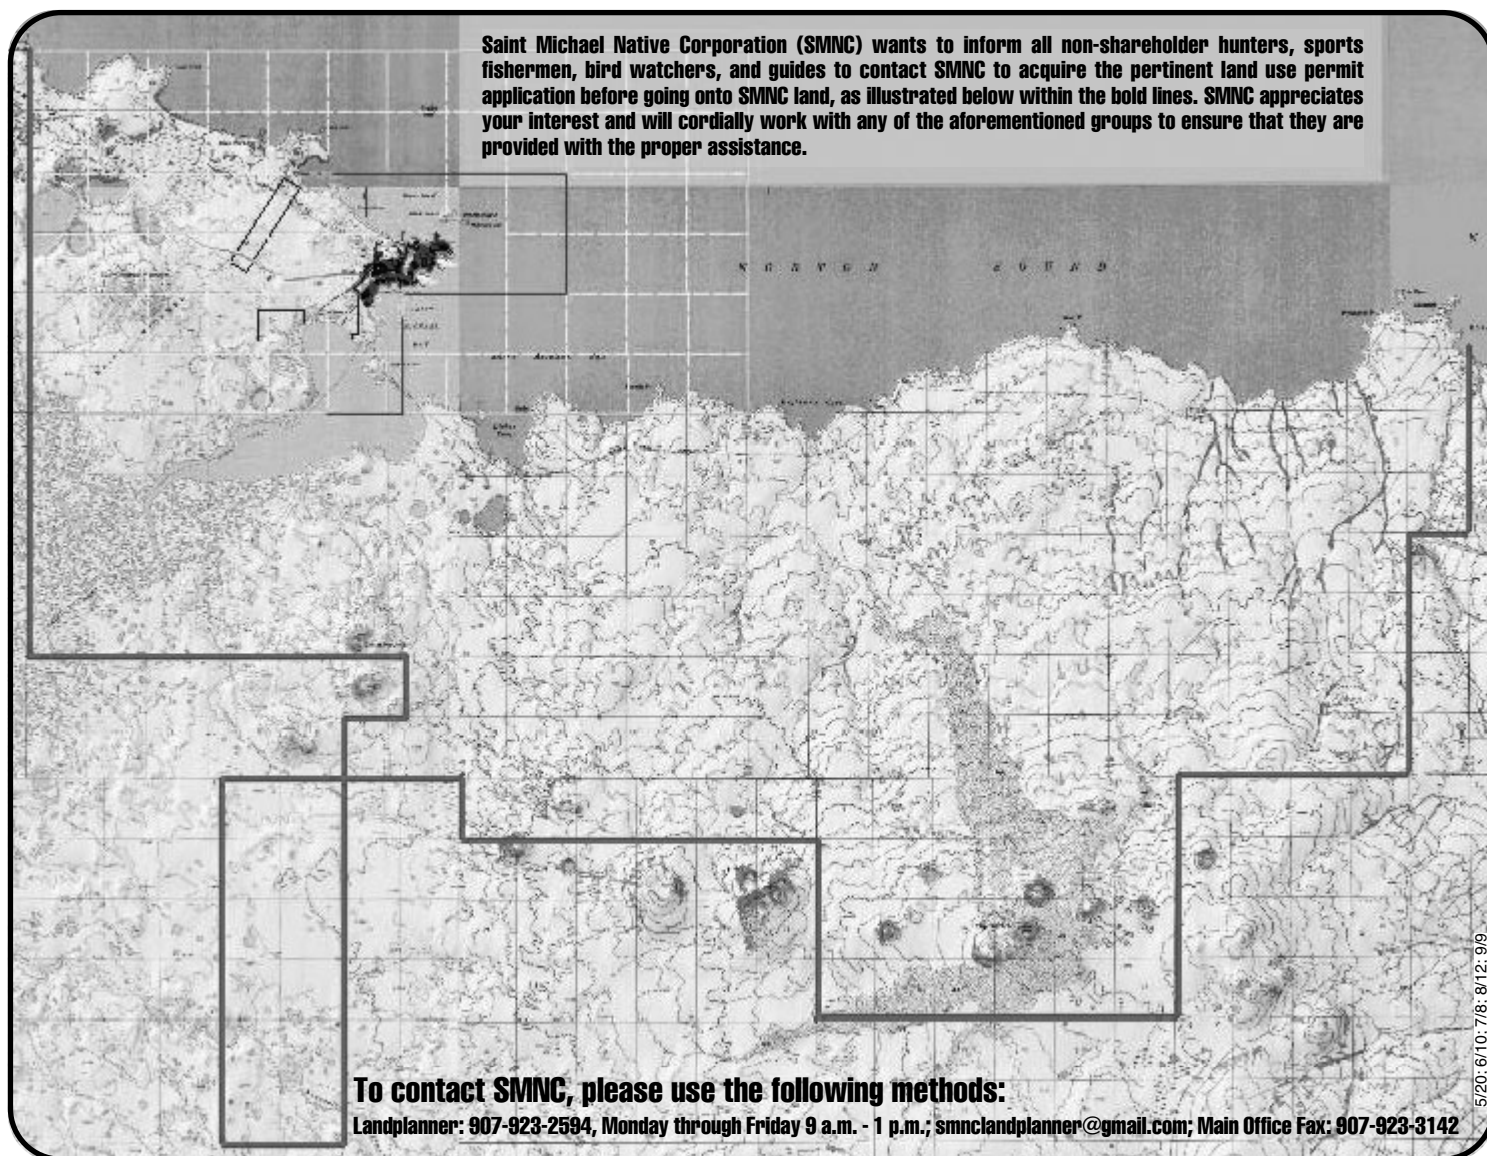 Saint Michael Native Corporation (SMNC) wants to inform all non-shareholder hunters, sports
fishermen, bird watchers, and guides to contact SMNC to acquire the pertinent land use permit
application before going onto SMNC land, as illustrated below within the bold lines. SMNC appreciates
your interest and will cordially work with any of the aforementioned groups to ensure that they are
provided with the proper assistance.
N O R T O N S O U N D
To contact SMNC, please use the following methods:
Landplanner: 907-923-2594, Monday through Friday 9 a.m. - 1 p.m.; smnclandplanner@gmail.com; Main Office Fax: 907-923-3142
5/20; 6/10; 7/8; 8/12; 9/9